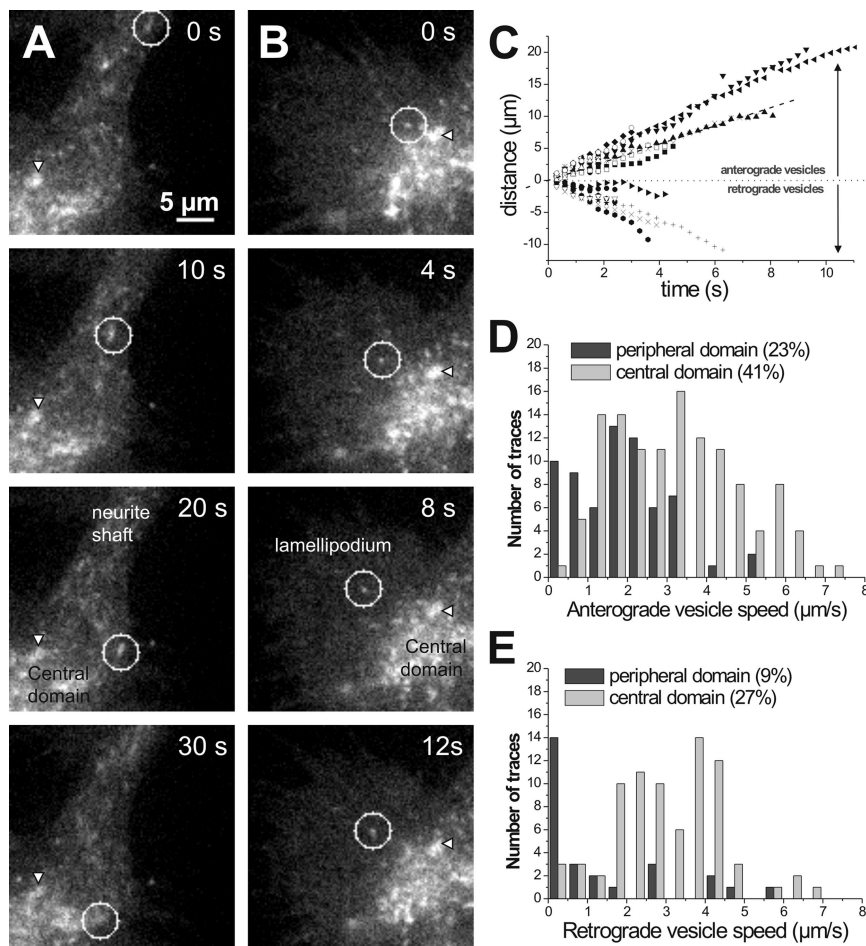 A
0 s
5 µm
10 s
20 s
neurite
shaft
Central
domain
30 s
B
0 s
4 s
8 s
lamellipodium
Central
domain
12s
C
distance (µm)
20
15
10
5
0
-5
-10
anterograde vesicles
retrograde vesicles
0 2 4 6 8 10
time (s)
D
peripheral domain (23%)
central domain (41%)
Number of traces
20
18
16
14
12
10
8
6
4
2
0
0 1 2 3 4 5 6 7 8
Anterograde vesicle speed (µm/s)
E
peripheral domain (9%)
central domain (27%)
Number of traces
20
18
16
14
12
10
8
6
4
2
0
0 1 2 3 4 5 6 7 8
Retrograde vesicle speed (µm/s)